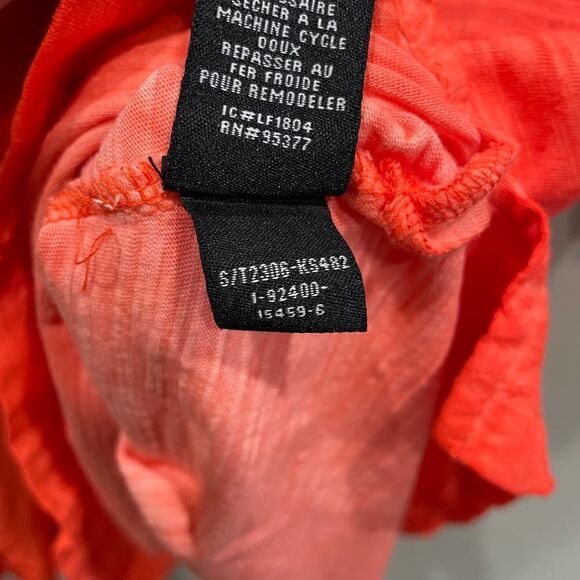 SÉCHER À LA
MACHINE CYCLE
DOUX
REPASSER AU
FER FROIDE
POUR REMODELER
IC#LF1804
RN#95377
S/T2306-KS482
1-92400-
15459-6